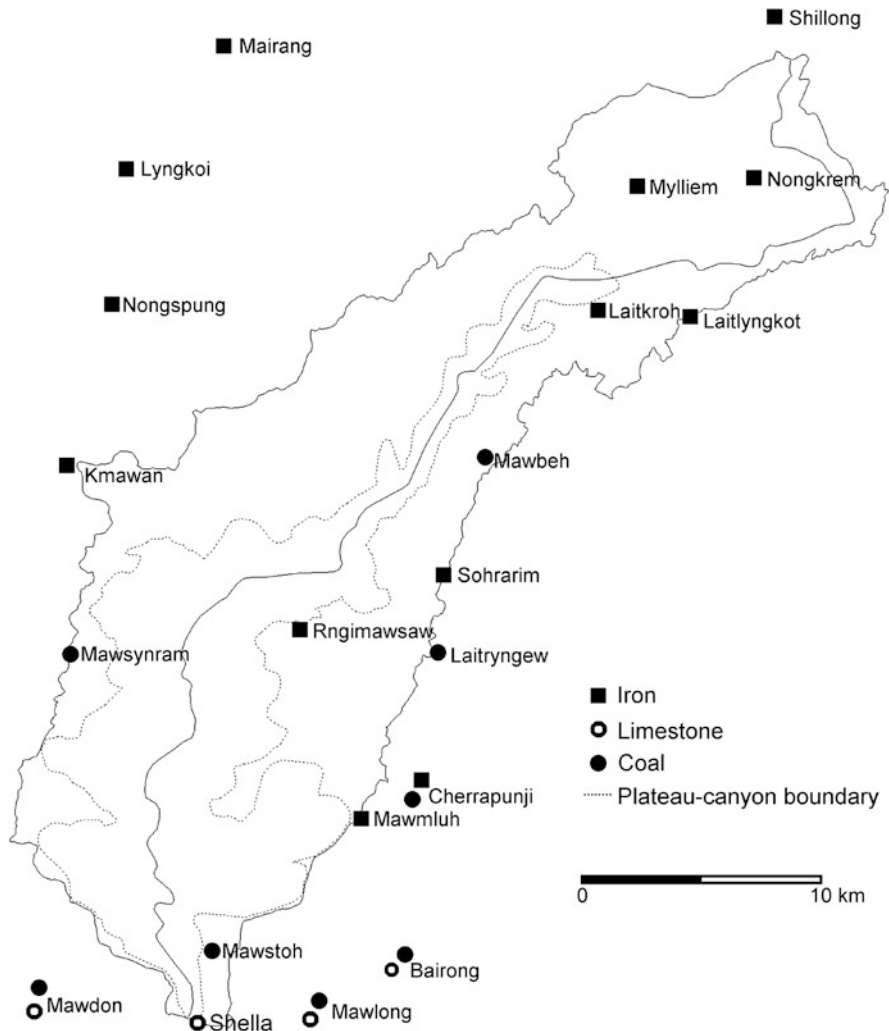 Shillong
Mairang
Lyngkoi
Mylliem
Nongkrem
Nongspung
Laitkroh
Laitlyngkot
Mawbeh
Kmawan
Sohrarim
Rngimawsaw
Mawsynram
Laitryngew
Iron
Limestone
Coal
Plateau-canyon boundary
Cherrapunji
Mawmluh
0
10 km
Mawstoh
Bairong
Mawdon
Mawlong
Shella